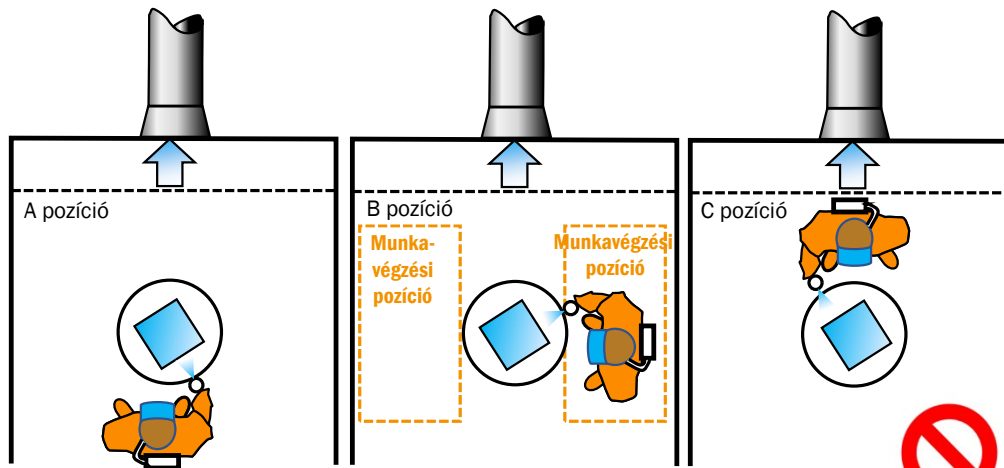 A pozíció
B pozíció
Munka-
végzési
pozíció
Munkavégzési
pozíció
C pozíció